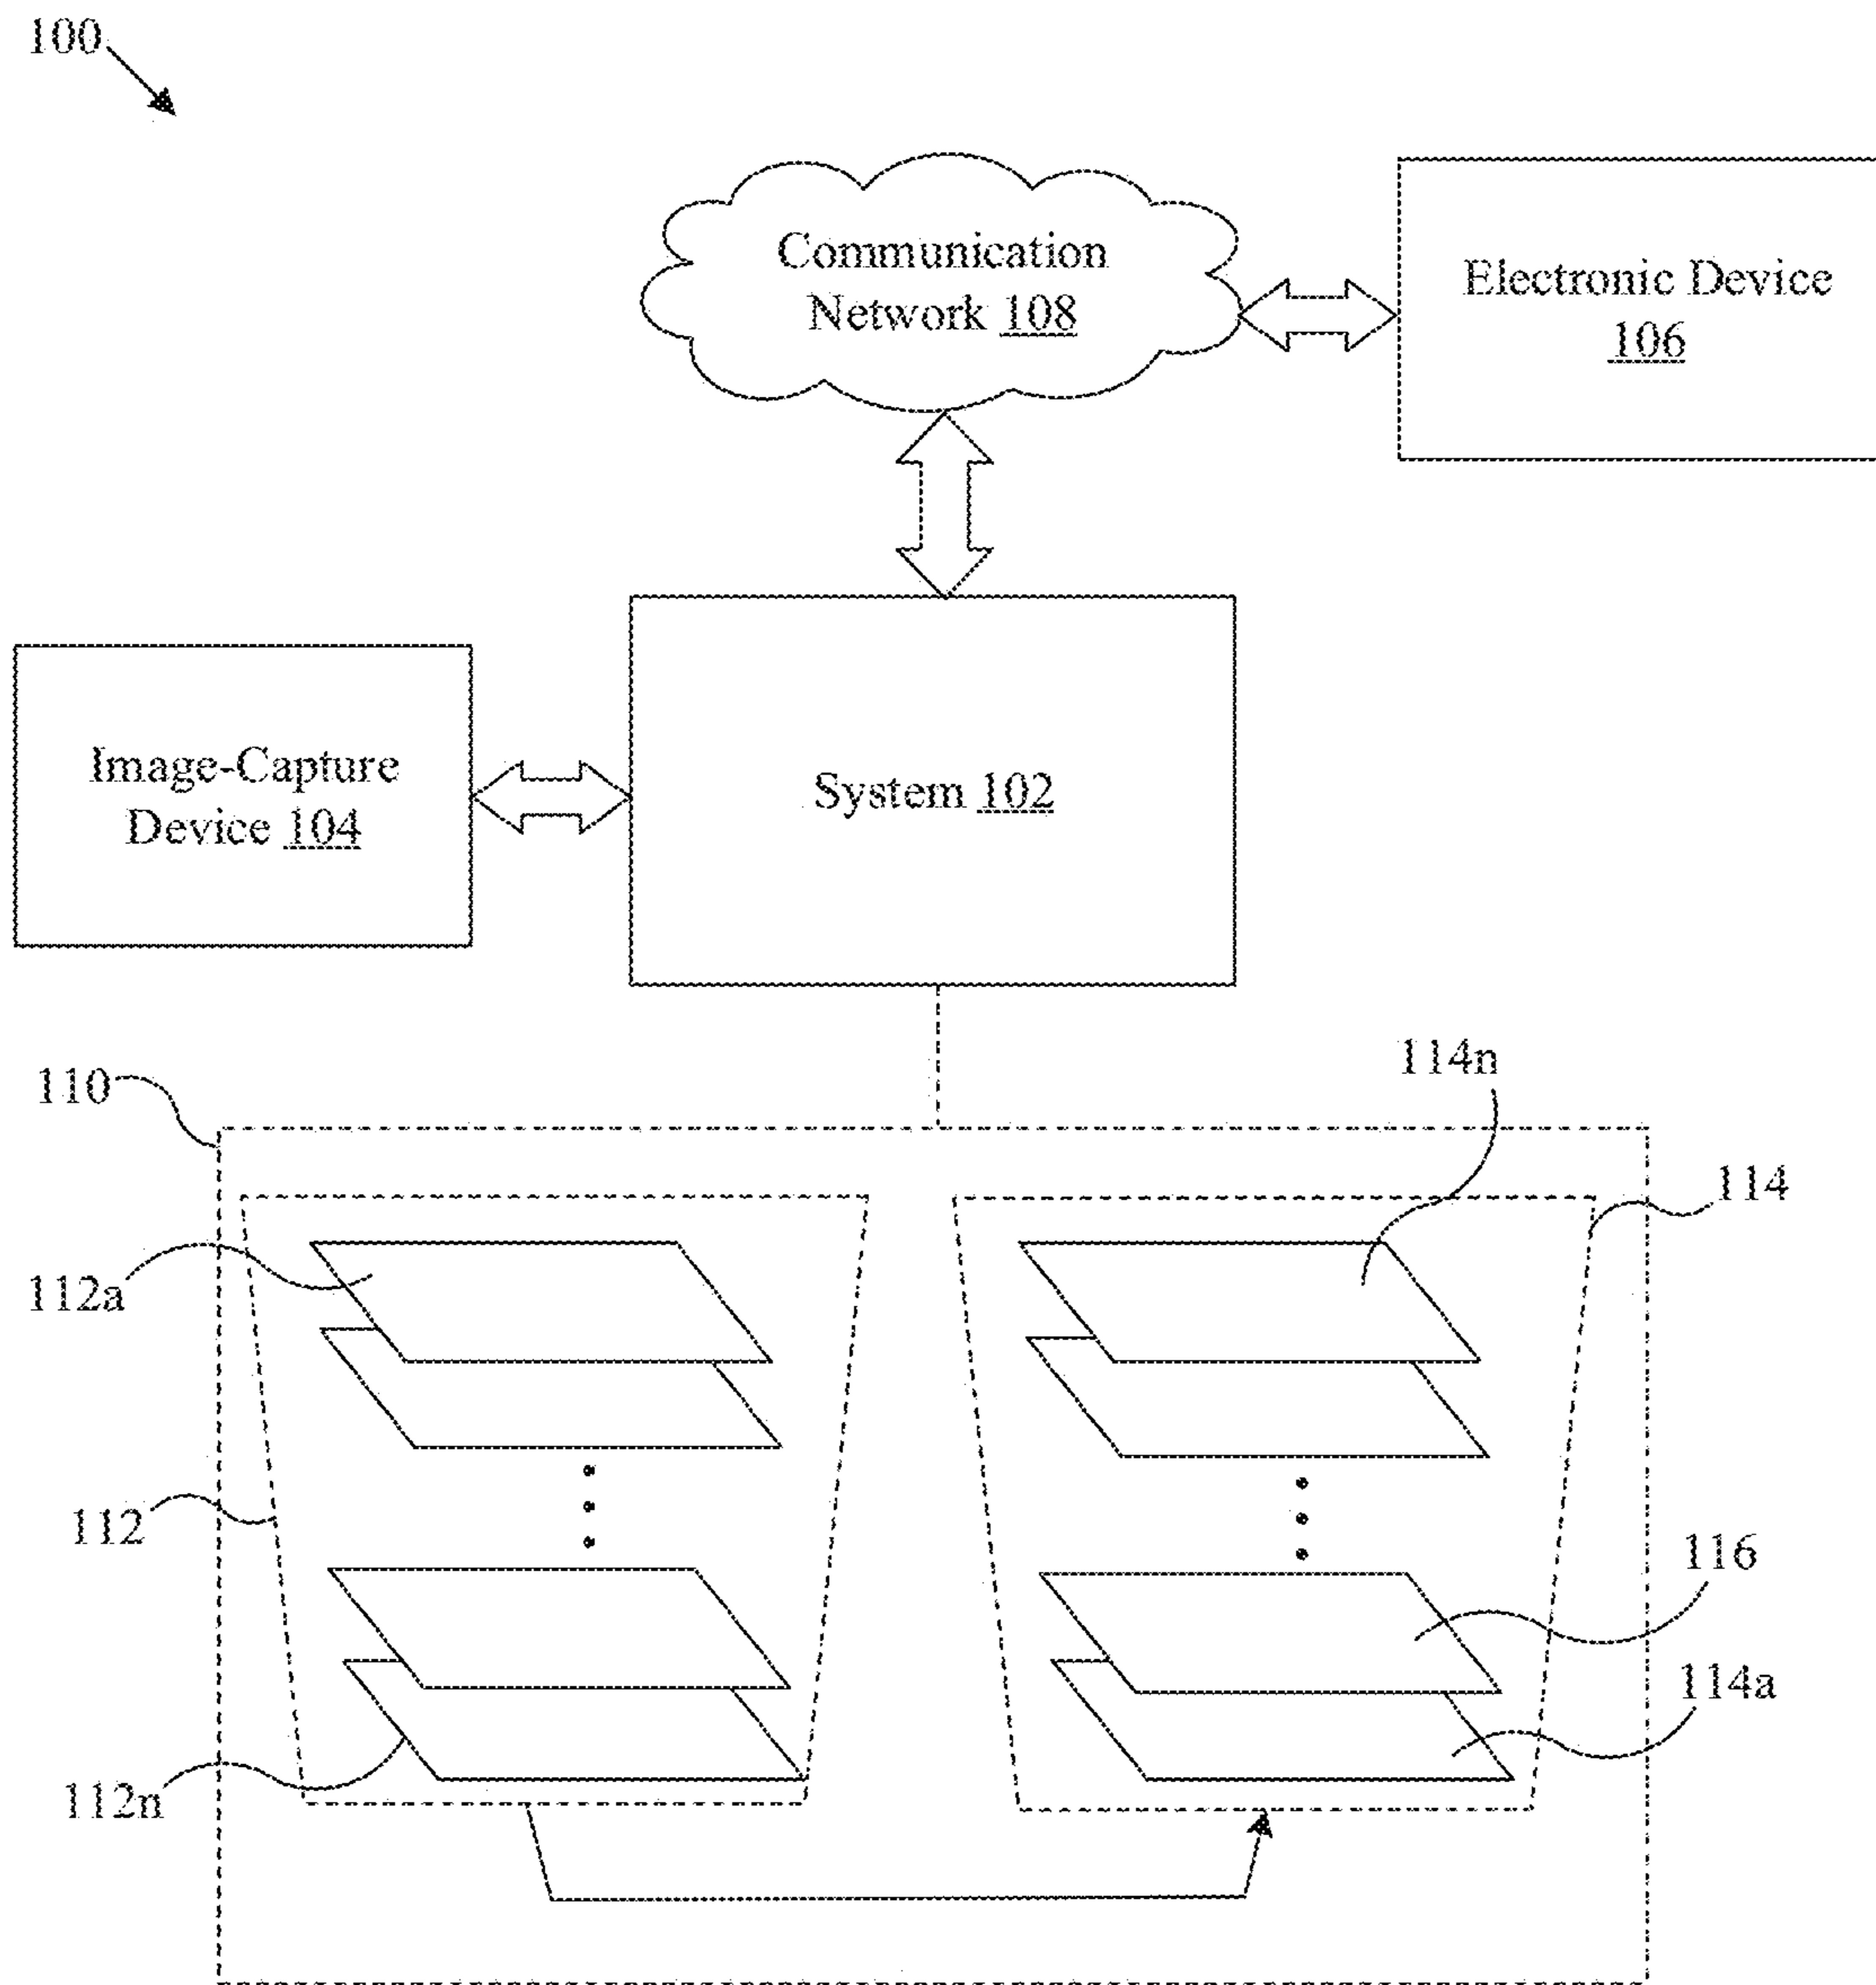 100
Communication
Network 108
Electronic Device
106
Image-Capture
Device 104
System 102
110
114n
114
112a
112
116
114a
112n